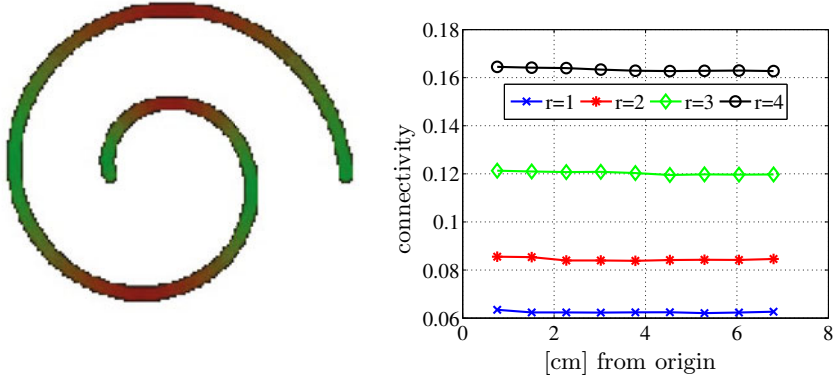 0.18
0.16
0.14
0.12
0.1
0.08
0.06
connectivity
r=1 r=2 r=3 r=4
0 2 4 6 8
[cm] from origin